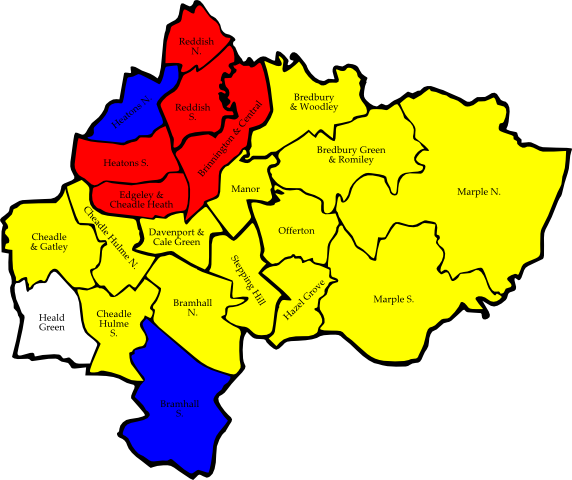 Reddish
N.
Heatons N.
Reddish
S.
Bredbury
& Woodley
Brinnington & Central
Heatons S.
Bredbury Green
& Romiley
Edgeley &
Cheadle Heath
Manor
Marple N.
Cheadle
& Gatley
Cheadle Hulme N.
Davenport &
Cale Green
Offerton
Stepping Hill
Hazel Grove
Marple S.
Bramhall
N.
Heald
Green
Cheadle
Hulme
S.
Bramhall
S.